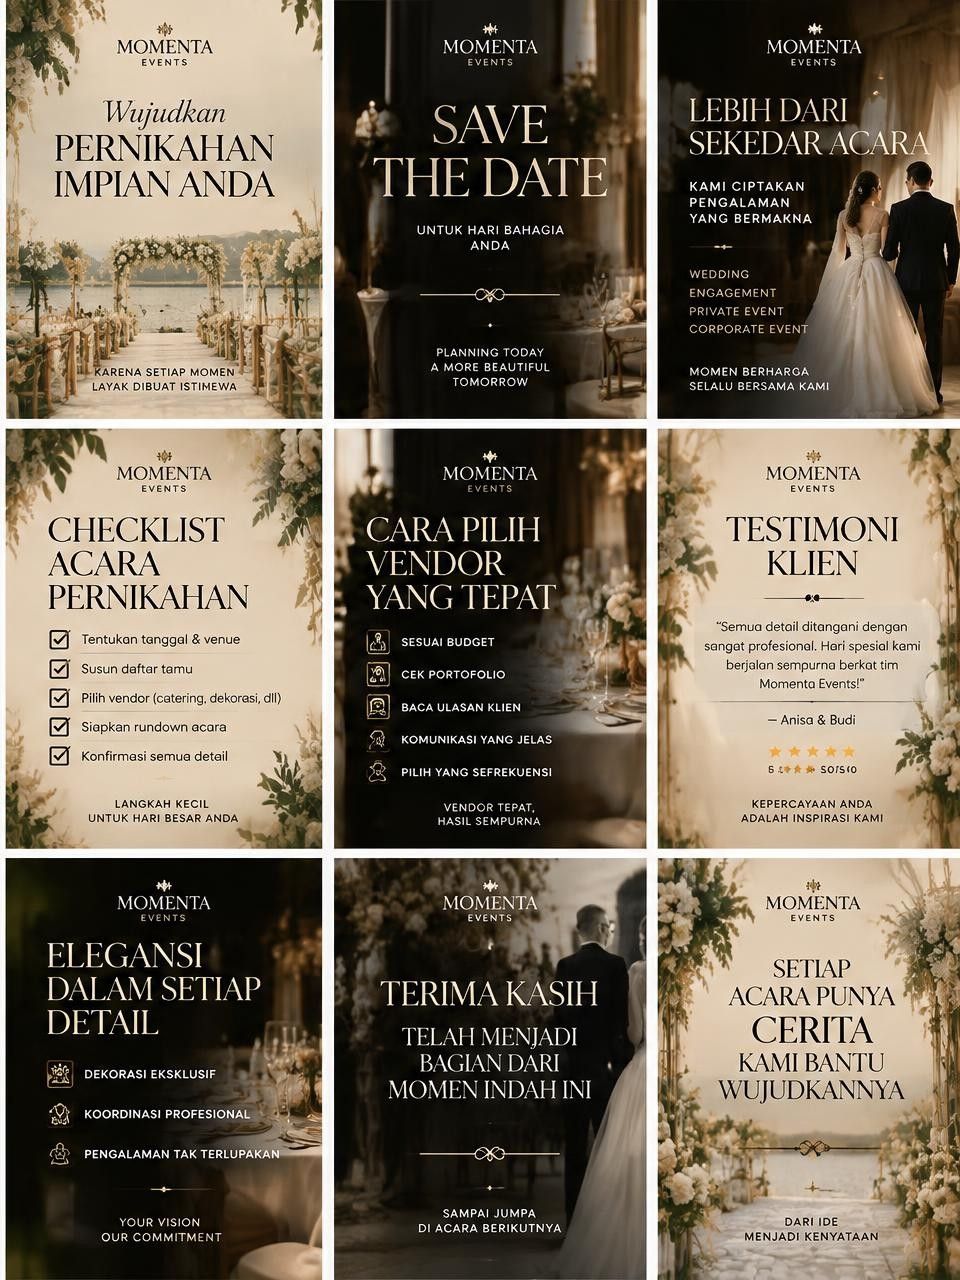 MOMENTA
EVENTS
Wujudkan
PERNIKAHAN
IMPIAN ANDA
KARENA SETIAP MOMEN
LAYAK DIBUAT ISTIMEWA
MOMENTA
EVENTS
SAVE
THE DATE
UNTUK HARI BAHAGIA
ANDA
PLANNING TODAY
A MORE BEAUTIFUL
TOMORROW
MOMENTA
EVENTS
LEBIH DARI
SEKEDAR ACARA
KAMI CIPTAKAN
PENGALAMAN
YANG BERMAKNA
WEDDING
ENGAGEMENT
PRIVATE EVENT
CORPORATE EVENT
MOMEN BERHARGA
SELALU BERSAMA KAMI
MOMENTA
EVENTS
CHECKLIST
ACARA
PERNIKAHAN
Tentukan tanggal & venue
Susun daftar tamu
Pilih vendor (catering, dekorasi, dll)
Siapkan rundown acara
Konfirmasi semua detail
LANGKAH KECIL
UNTUK HARI BESAR ANDA
MOMENTA
EVENTS
CARA PILIH
VENDOR
YANG TEPAT
SESUAI BUDGET
CEK PORTOFOLIO
BACA ULASAN KLIEN
KOMUNIKASI YANG JELAS
PILIH YANG SEFREKUENSI
VENDOR TEPAT,
HASIL SEMPURNA
MOMENTA
EVENTS
TESTIMONI
KLIEN
“Semua detail ditangani dengan
sangat profesional. Hari spesial kami
berjalan sempurna berkat tim
Momenta Events!”
— Anisa & Budi
KEPERCAYAAN ANDA
ADALAH INSPIRASI KAMI
MOMENTA
EVENTS
ELEGANSI
DALAM SETIAP
DETAIL
DEKORASI EKSKLUSIF
KOORDINASI PROFESIONAL
PENGALAMAN TAK TERLUPAKAN
YOUR VISION
OUR COMMITMENT
MOMENTA
EVENTS
TERIMA KASIH
TELAH MENJADI
BAGIAN DARI
MOMEN INDAH INI
SAMPAI JUMPA
DI ACARA BERIKUTNYA
MOMENTA
EVENTS
SETIAP
ACARA PUNYA
CERITA
KAMI BANTU
WUJUDKANNYA
DARI IDE
MENJADI KENYATAAN